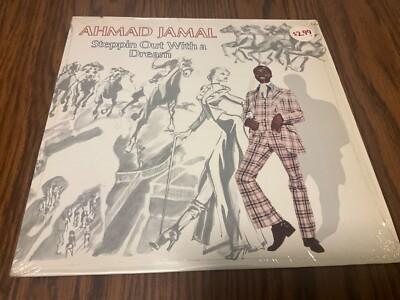 AHMAD JAMAL
Steppin Out With a
Dream
$2.99